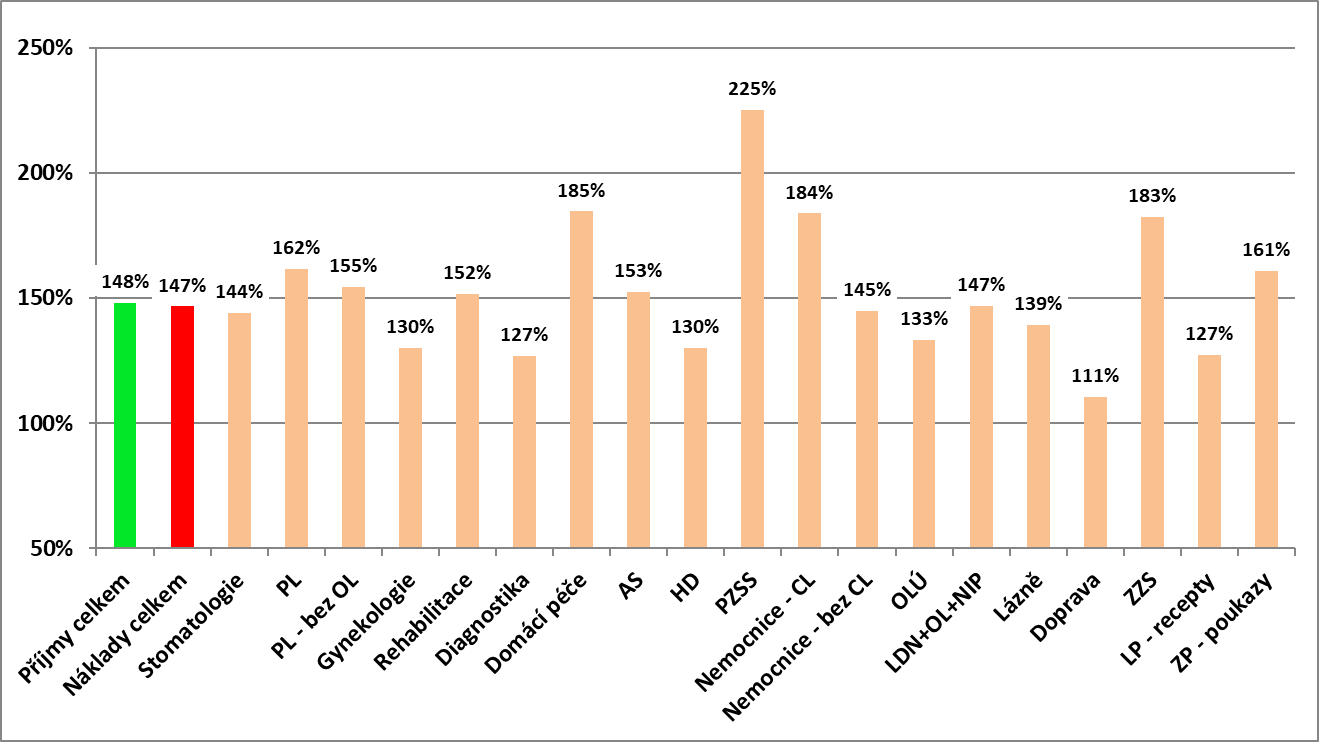 250%
200%
150%
100%
50%
148%
147%
144%
162%
155%
130%
152%
127%
185%
153%
130%
225%
184%
145%
133%
147%
139%
111%
183%
127%
161%
Příjmy celkem
Náklady celkem
Stomatologie
PL
PL - bez OL
Gynekologie
Rehabilitace
Diagnostika
Domácí péče
AS
HD
PZSS
Nemocnice - CL
Nemocnice - bez CL
OLÚ
LDN+OL+NIP
Lázně
Doprava
ZZS
LP - recepty
ZP - poukazy